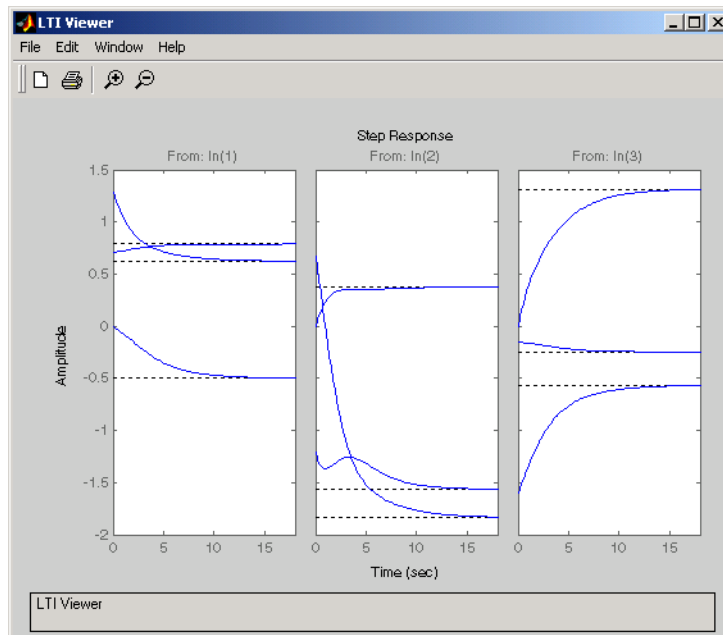 LTI Viewer
File Edit Window Help
Step Response
From: In(1) From: In(2) From: In(3)
Amplitude
1.5
1
0.5
0
-0.5
-1
-1.5
-2
0 5 10 15 0 5 10 15 0 5 10 15
Time (sec)
LTI Viewer